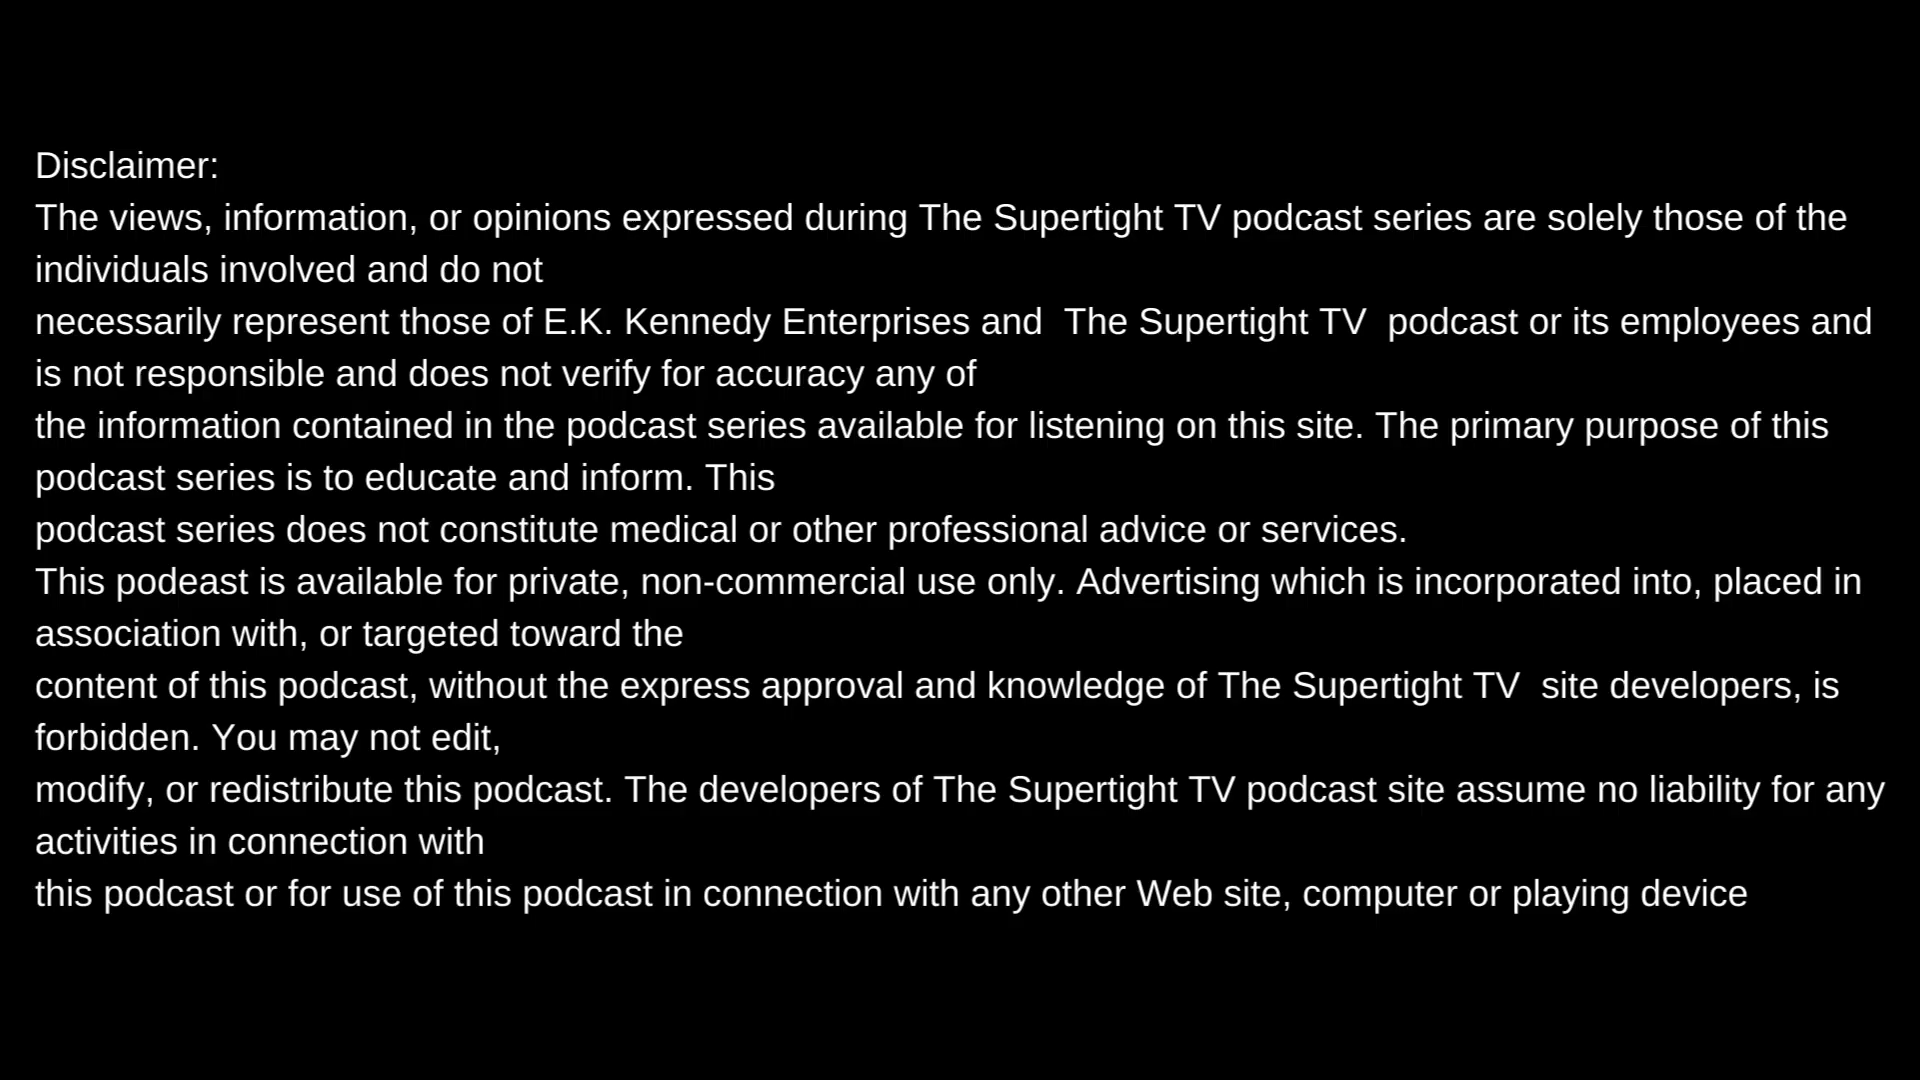 Disclaimer:
The views, information, or opinions expressed during The Supertight TV podcast series are solely those of the
individuals involved and do not
necessarily represent those of E.K. Kennedy Enterprises and  The Supertight TV  podcast or its employees and
is not responsible and does not verify for accuracy any of
the information contained in the podcast series available for listening on this site. The primary purpose of this
podcast series is to educate and inform. This
podcast series does not constitute medical or other professional advice or services.
This podeast is available for private, non-commercial use only. Advertising which is incorporated into, placed in
association with, or targeted toward the
content of this podcast, without the express approval and knowledge of The Supertight TV  site developers, is
forbidden. You may not edit,
modify, or redistribute this podcast. The developers of The Supertight TV podcast site assume no liability for any
activities in connection with
this podcast or for use of this podcast in connection with any other Web site, computer or playing device